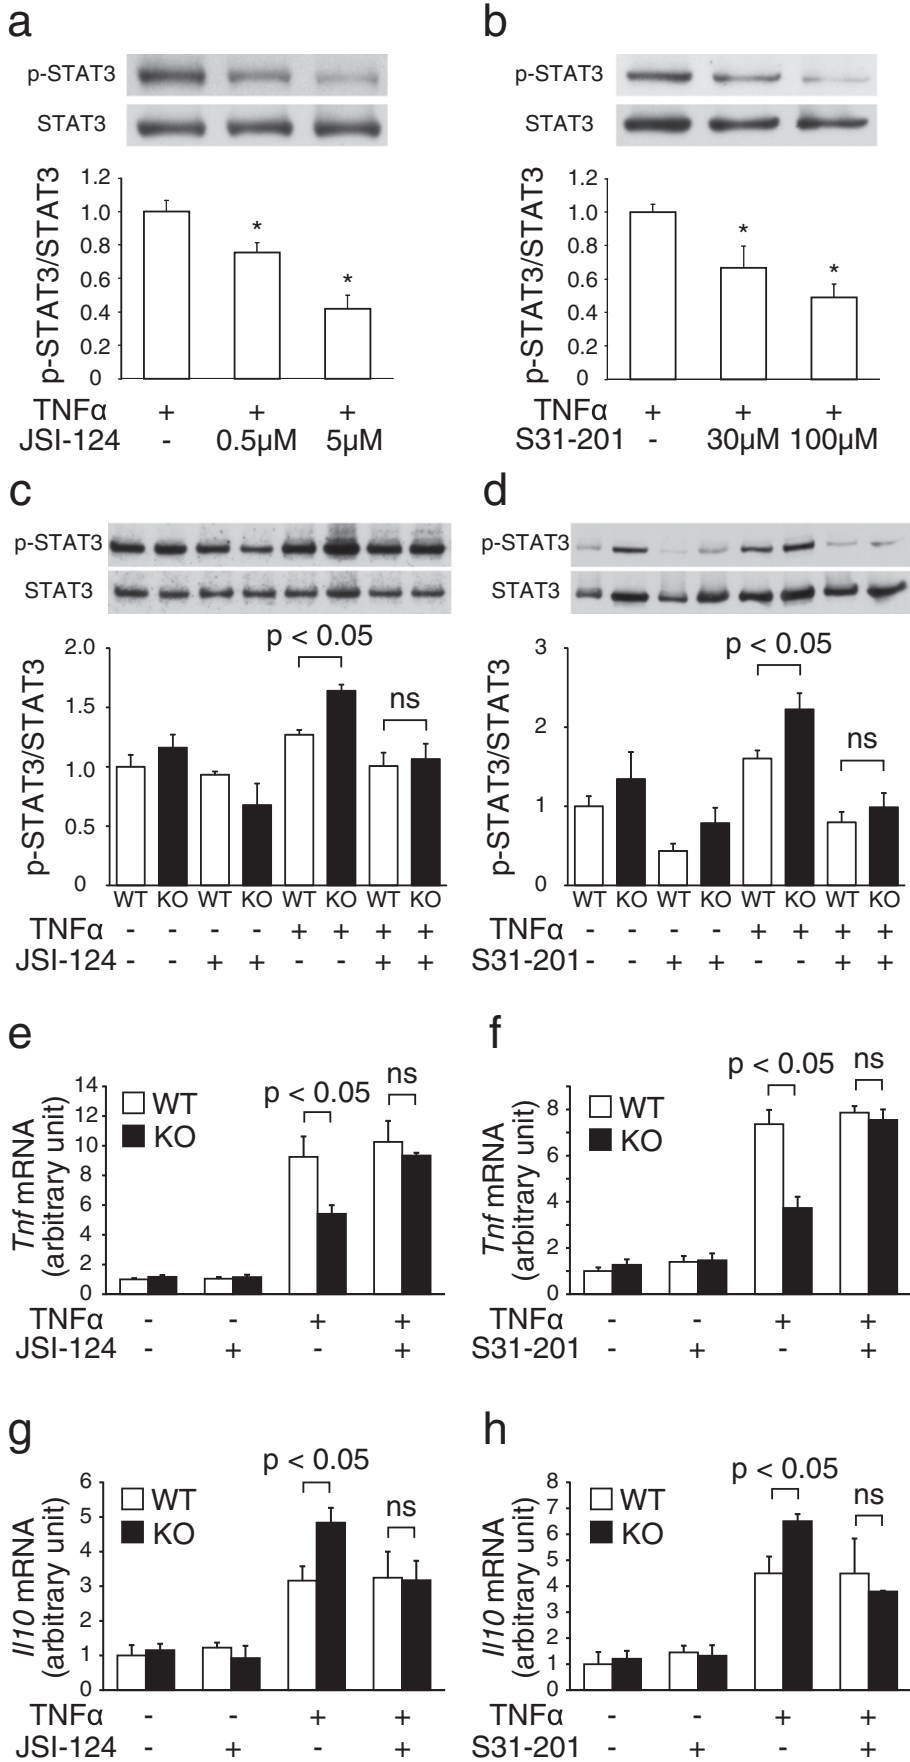 a
p-STAT3
STAT3
p-STAT3/STAT3
1.2
1.0
0.8
0.6
0.4
0.2
0
*
*
TNFα + + +
JSI-124 - 0.5μM 5μM
b
p-STAT3
STAT3
p-STAT3/STAT3
1.2
1.0
0.8
0.6
0.4
0.2
0
*
*
TNFα + + +
S31-201 - 30μM 100μM
c
p-STAT3
STAT3
p-STAT3/STAT3
2.0
1.5
1.0
0.5
0
p < 0.05
ns
WT KO WT KO WT KO WT KO
TNFα - - - - + + + +
JSI-124 - - + + - - + +
d
p-STAT3
STAT3
p-STAT3/STAT3
3
2
1
0
p < 0.05
ns
WT KO WT KO WT KO WT KO
TNFα - - - - + + + +
S31-201 - - + + - - + +
e
Tnf mRNA
(arbitrary unit)
14
12
10
8
6
4
2
0
WT
KO
p < 0.05
ns
TNFα - - + +
JSI-124 - + - +
f
Tnf mRNA
(arbitrary unit)
8
6
4
2
0
WT
KO
p < 0.05
ns
TNFα - - + +
S31-201 - + - +
g
Il10 mRNA
(arbitrary unit)
6
5
4
3
2
1
0
WT
KO
p < 0.05
ns
TNFα - - + +
JSI-124 - + - +
h
Il10 mRNA
(arbitrary unit)
8
7
6
5
4
3
2
1
0
WT
KO
p < 0.05
ns
TNFα - - + +
S31-201 - + - +